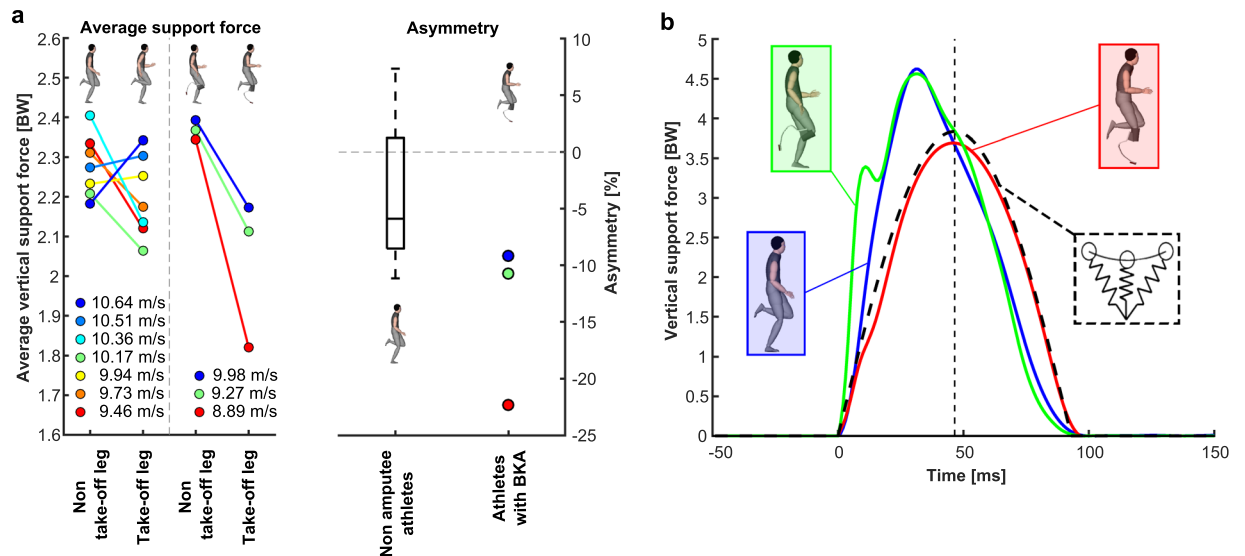 a
Average support force
Asymmetry
b
Average vertical support force [BW]
2.6
2.5
2.4
2.3
2.2
2.1
2
1.9
1.8
1.7
1.6
10.64 m/s
10.51 m/s
10.36 m/s
10.17 m/s
9.94 m/s
9.73 m/s
9.46 m/s
9.98 m/s
9.27 m/s
8.89 m/s
Non
take-off leg
Take-off leg
Non
take-off leg
Take-off leg
10
5
0
-5
-10
-15
-20
-25
Asymmetry [%]
Non amputee
athletes
Athletes
with BKA
Vertical support force [BW]
5
4.5
4
3.5
3
2.5
2
1.5
1
0.5
0
-50
0
50
100
150
Time [ms]